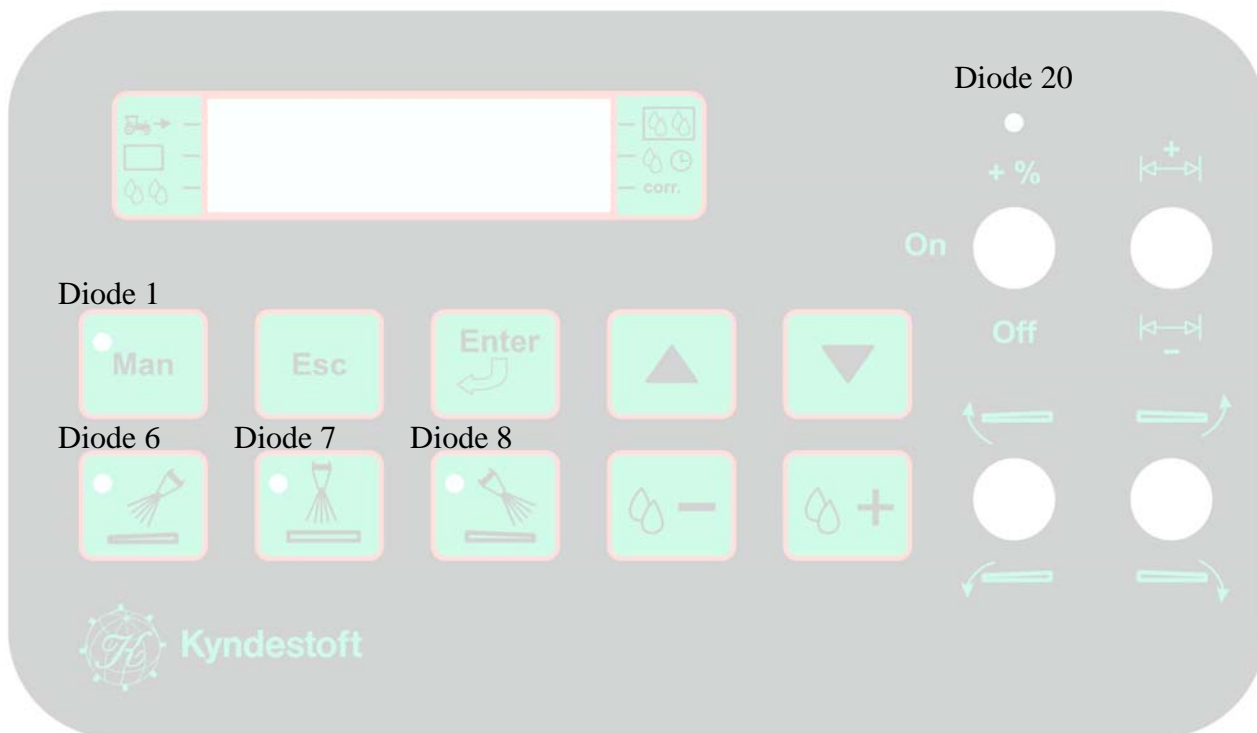 Diode 20
+ %
+
corr.
On
Diode 1
Off
-
Man
Esc
Enter
Diode 6
Diode 7
Diode 8
-
+
Kyndestoft